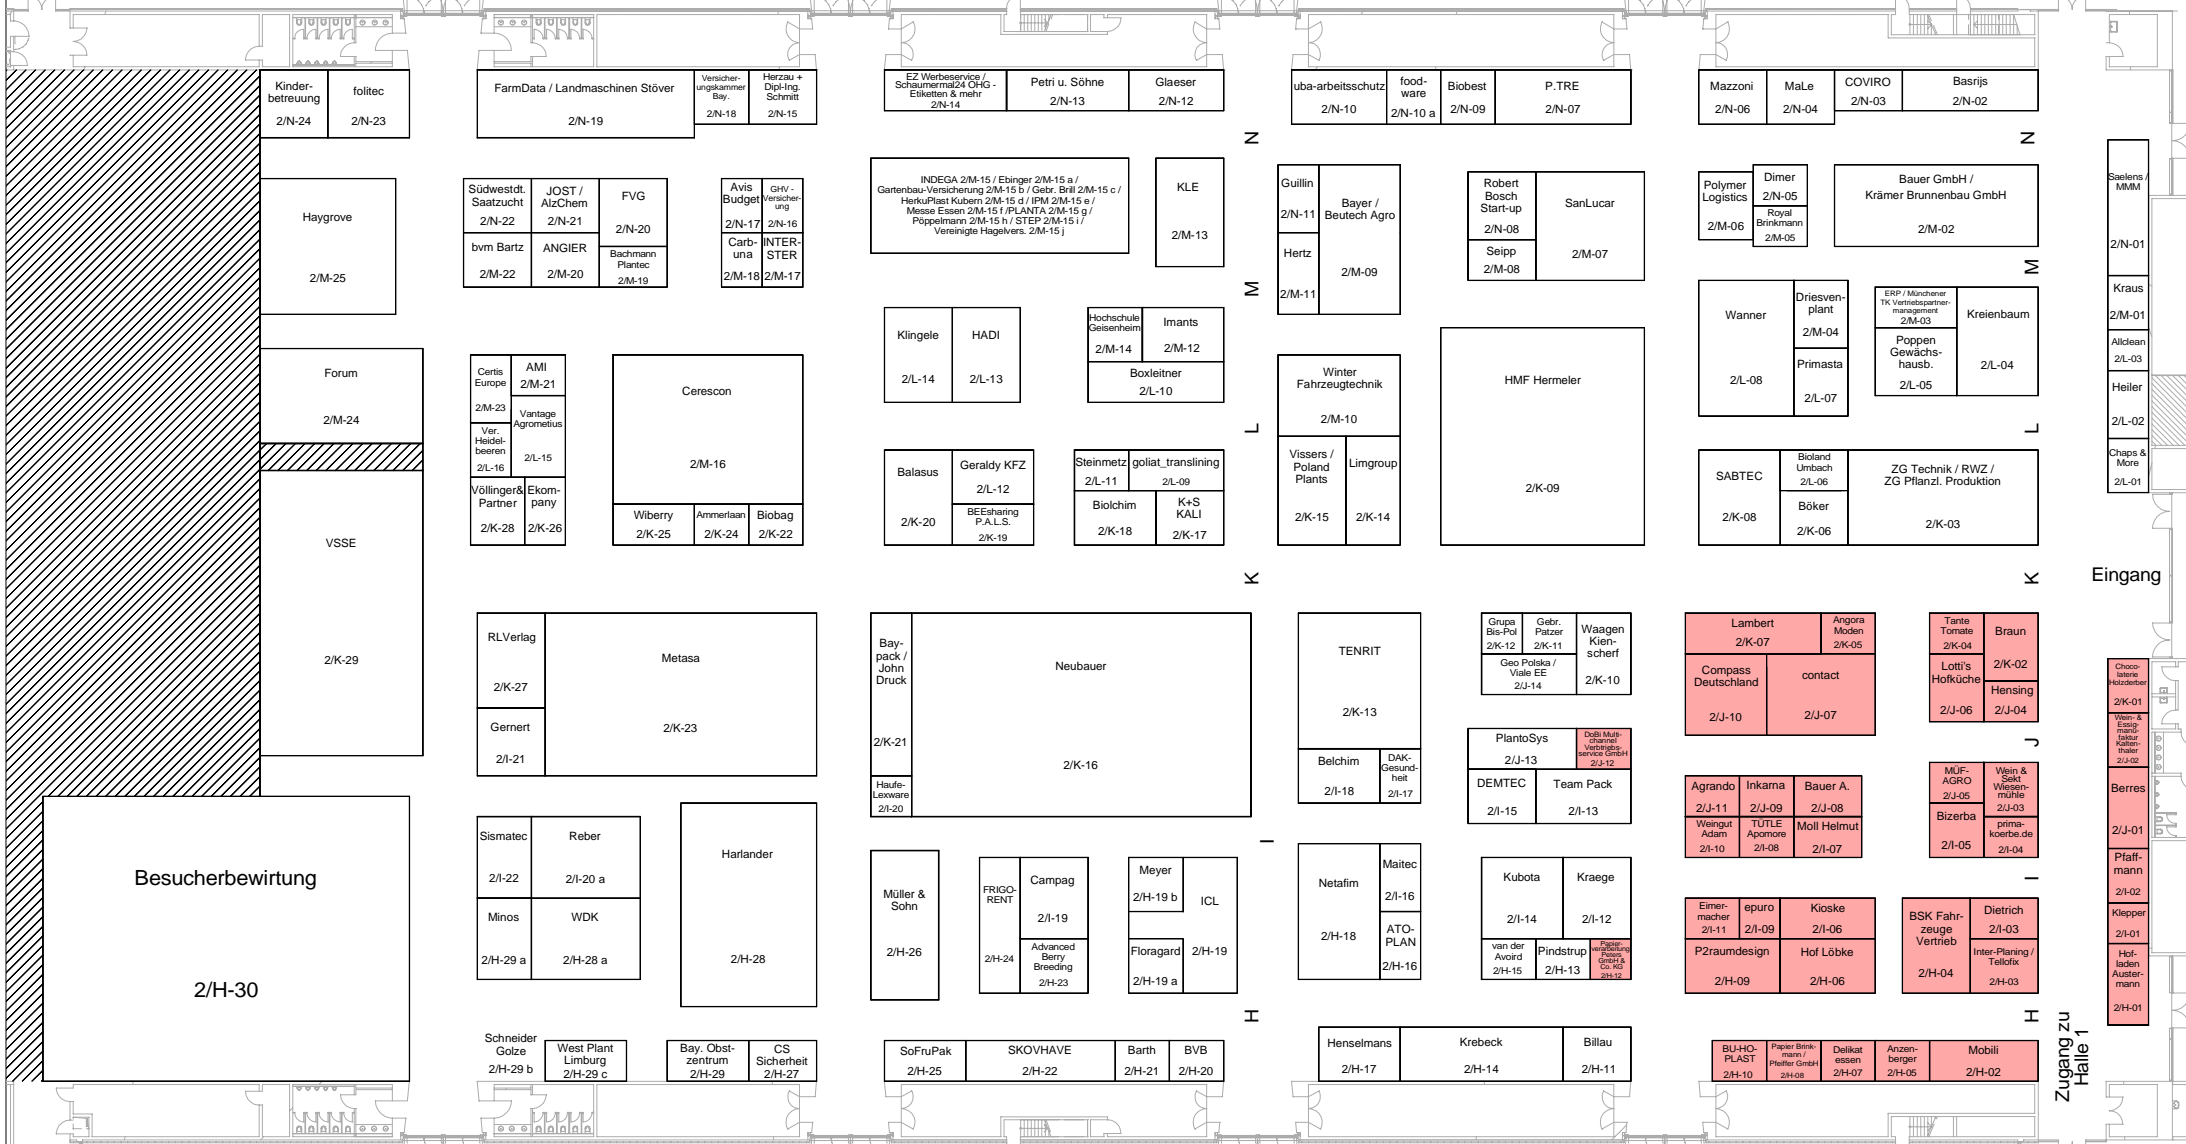 Kinder-
betreuung
2/N-24
folitec
2/N-23
FarmData / Landmaschinen Stöver
2/N-19
Versicher-
ungskammer
Bay.
2/N-18
Herzau +
Dipl-Ing.
Schmitt
2/N-15
EZ Werbeservice /
Schaumermal24 OHG -
Etiketten & mehr
2/N-14
Petri u. Söhne
2/N-13
Glaeser
2/N-12
uba-arbeitsschutz
2/N-10
food-
ware
2/N-10 a
Biobest
2/N-09
P.TRE
2/N-07
Mazzoni
2/N-06
MaLe
2/N-04
COVIRO
2/N-03
Basrijs
2/N-02
N
N
Haygrove
2/M-25
Südwestdt.
Saatzucht
2/N-22
JOST /
AlzChem
2/N-21
FVG
2/N-20
bvm Bartz
2/M-22
ANGIER
2/M-20
Bachmann
Plantec
2/M-19
Avis
Budget
2/N-17
GHV -
Versicher-
ung
2/N-16
Carb-
una
2/M-18
INTER-
STER
2/M-17
INDEGA 2/M-15 / Ebinger 2/M-15 a /
Gartenbau-Versicherung 2/M-15 b / Gebr. Brill 2/M-15 c /
HerkuPlast Kubern 2/M-15 d / IPM 2/M-15 e /
Messe Essen 2/M-15 f /PLANTA 2/M-15 g /
Pöppelmann 2/M-15 h / STEP 2/M-15 i /
Vereinigte Hagelvers. 2/M-15 j
KLE
2/M-13
Guillin
2/N-11
Hertz
2/M-11
Bayer /
Beutech Agro
2/M-09
Robert
Bosch
Start-up
2/N-08
Seipp
2/M-08
SanLucar
2/M-07
Polymer
Logistics
2/M-06
Dimer
2/N-05
Royal
Brinkmann
2/M-05
Bauer GmbH /
Krämer Brunnenbau GmbH
2/M-02
Saelens /
MMM
2/N-01
M
M
Kraus
2/M-01
Allclean
2/L-03
Heiler
2/L-02
Chaps &
More
2/L-01
Forum
2/M-24
Certis
Europe
2/M-23
AMI
2/M-21
Vantage
Agrometius
2/L-15
Ver.
Heidel-
beeren
2/L-16
Völlinger&
Partner
2/K-28
Ekom-
pany
2/K-26
Cerescon
2/M-16
Wiberry
2/K-25
Ammerlaan
2/K-24
Biobag
2/K-22
Klingele
2/L-14
HADI
2/L-13
Hochschule
Geisenheim
2/M-14
Imants
2/M-12
Boxleitner
2/L-10
Winter
Fahrzeugtechnik
2/M-10
Vissers /
Poland
Plants
2/K-15
Limgroup
2/K-14
HMF Hermeler
2/K-09
Wanner
2/L-08
Driesven-
plant
2/M-04
Primasta
2/L-07
ERP / Münchener
TK Vertriebspartner-
management
2/M-03
Poppen
Gewächs-
hausb.
2/L-05
Kreienbaum
2/L-04
L
L
Balasus
2/K-20
Geraldy KFZ
2/L-12
BEEsharing
P.A.L.S.
2/K-19
Steinmetz
2/L-11
goliat_translining
2/L-09
Biolchim
2/K-18
K+S
KALI
2/K-17
SABTEC
2/K-08
Bioland
Umbach
2/L-06
Böker
2/K-06
ZG Technik / RWZ /
ZG Pflanzl. Produktion
2/K-03
VSSE
2/K-29
K
K
Eingang
RLVerlag
2/K-27
Gernert
2/I-21
Metasa
2/K-23
Bay-
pack /
John
Druck
2/K-21
Haufe-
Lexware
2/I-20
Neubauer
2/K-16
TENRIT
2/K-13
Belchim
2/I-18
DAK-
Gesund-
heit
2/I-17
Grupa
Bis-Pol
2/K-12
Gebr.
Patzer
2/K-11
Waagen
Kien-
scherf
2/K-10
Geo Polska /
Viale EE
2/J-14
PlantoSys
2/J-13
DoBi Multi-
channel
Verbtriebs-
service GmbH
2/J-12
DEMTEC
2/I-15
Team Pack
2/I-13
Lambert
2/K-07
Angora
Moden
2/K-05
Compass
Deutschland
2/J-10
contact
2/J-07
Tante
Tomate
2/K-04
Braun
2/K-02
Lotti's
Hofküche
2/J-06
Hensing
2/J-04
Choco-
laterie
Holzderber
2/K-01
Wein- &
Essig-
manu-
faktur
Kalten-
thaler
2/J-02
J
Agrando
2/J-11
Inkarna
2/J-09
Bauer A.
2/J-08
Weingut
Adam
2/I-10
TÜTLE
Apomore
2/I-08
Moll Helmut
2/I-07
MÜF-
AGRO
2/J-05
Wein &
Sekt
Wiesen-
mühle
2/J-03
Bizerba
2/I-05
prima-
koerbe.de
2/I-04
Berres
2/J-01
Pfaff-
mann
2/I-02
Klepper
2/I-01
Hof-
laden
Auster-
mann
2/H-01
I
I
Besucherbewirtung
2/H-30
Sismatec
2/I-22
Reber
2/I-20 a
Minos
2/H-29 a
WDK
2/H-28 a
Harlander
2/H-28
Müller &
Sohn
2/H-26
FRIGO-
RENT
2/H-24
Campag
2/I-19
Advanced
Berry
Breeding
2/H-23
Meyer
2/H-19 b
ICL
2/H-19
Floragard
2/H-19 a
Netafim
2/H-18
Maitec
2/I-16
ATO-
PLAN
2/H-16
Kubota
2/I-14
Kraege
2/I-12
van der
Avoird
2/H-15
Pindstrup
2/H-13
Papier-
verarbeitung
Peters
GmbH &
Co. KG
2/H-12
Eimer-
macher
2/I-11
epuro
2/I-09
Kioske
2/I-06
P2raumdesign
2/H-09
Hof Löbke
2/H-06
BSK Fahr-
zeuge
Vertrieb
2/H-04
Dietrich
2/I-03
Inter-Planing /
Tellofix
2/H-03
H
H
Schneider
Golze
2/H-29 b
West Plant
Limburg
2/H-29 c
Bay. Obst-
zentrum
2/H-29
CS
Sicherheit
2/H-27
SoFruPak
2/H-25
SKOVHAVE
2/H-22
Barth
2/H-21
BVB
2/H-20
Henselmans
2/H-17
Krebeck
2/H-14
Billau
2/H-11
BU-HO-
PLAST
2/H-10
Papier Brink-
mann /
Pfeiffer GmbH
2/H-08
Delikat
essen
2/H-07
Anzen-
berger
2/H-05
Mobili
2/H-02
Zugang zu
Halle 1